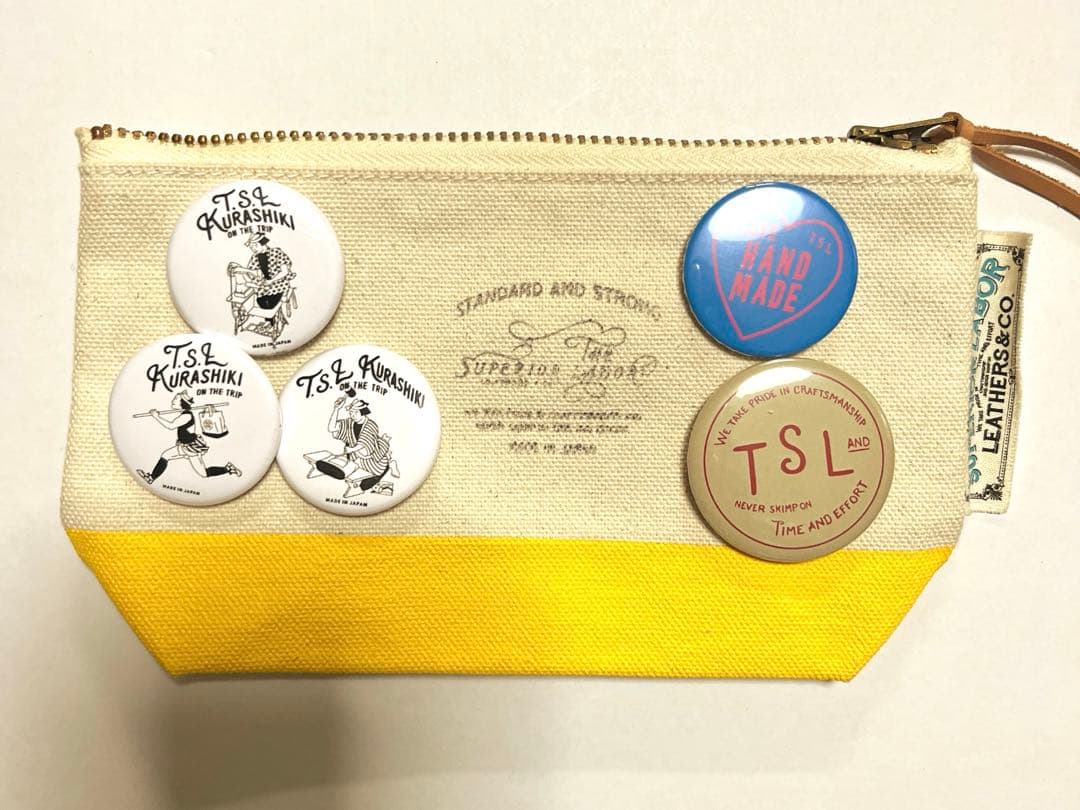 T.S.L
KURASHIKI
ON THE TRIP
MADE IN JAPAN
T.S.L
KURASHIKI
ON THE TRIP
MADE IN JAPAN
T.S.L KURASHIKI
ON THE TRIP
MADE IN JAPAN
STANDARD AND STRONG
THE
SUPERIOR LABOR
MADE IN JAPAN
TSL
HAND
MADE
WE TAKE PRIDE IN CRAFTSMANSHIP
TSL AND
NEVER SKIMP ON
TIME AND EFFORT
LABOR
LEATHERS & CO.